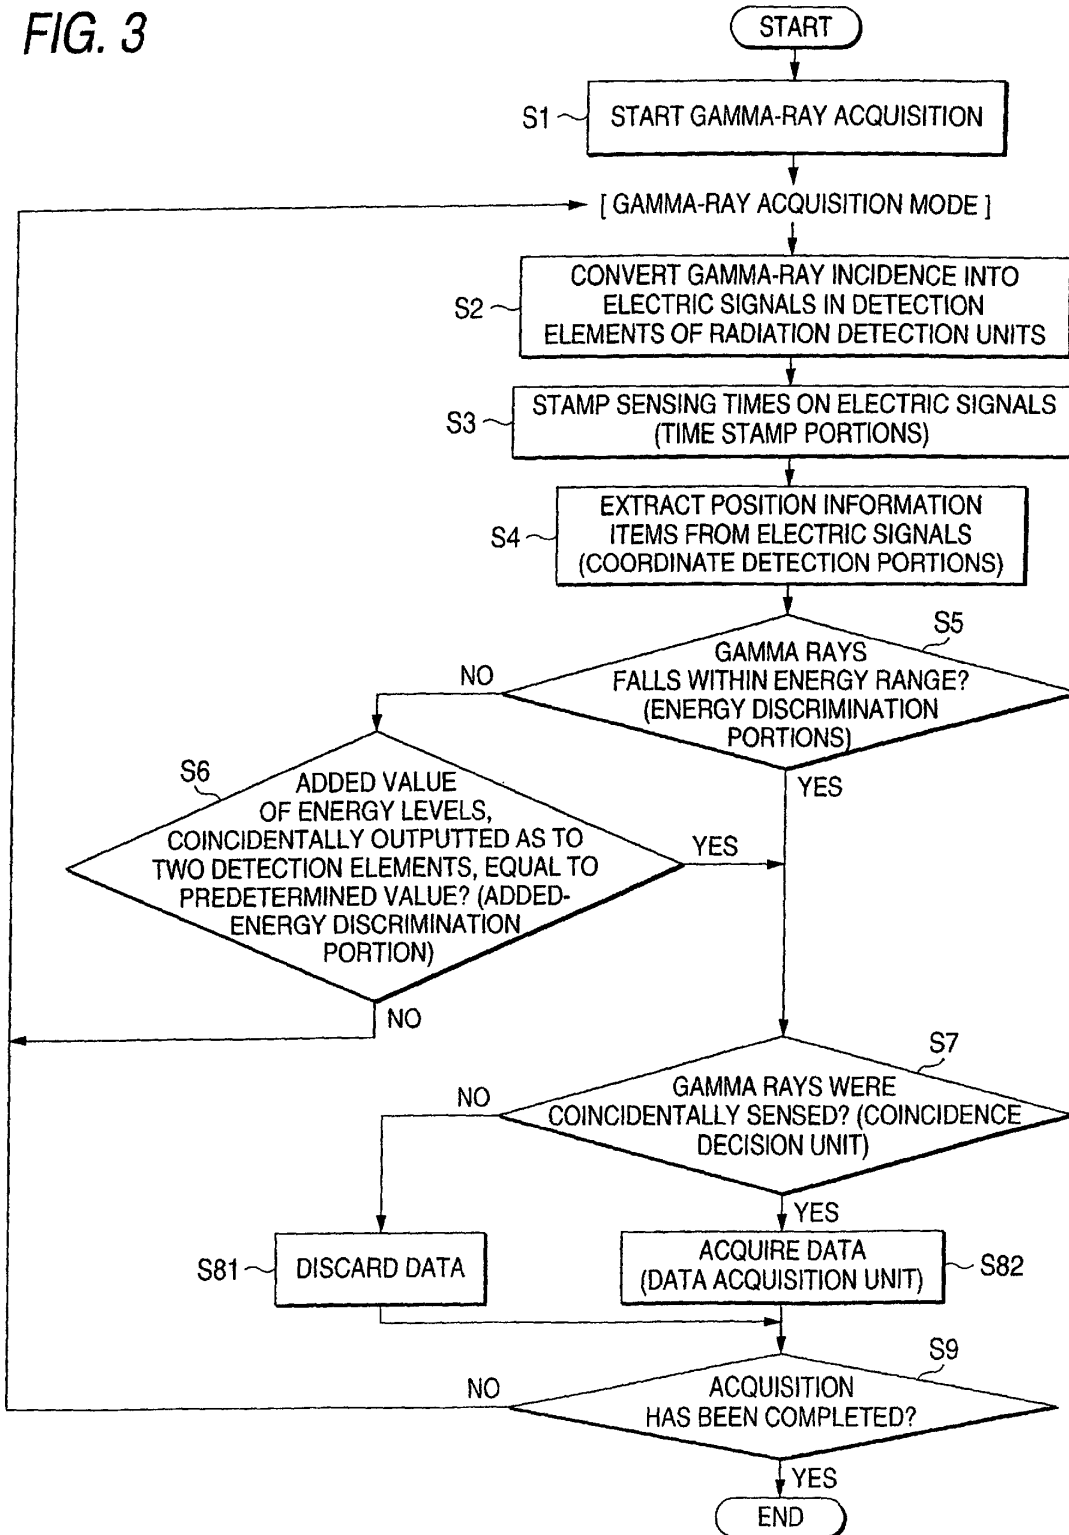 FIG. 3
START
S1
START GAMMA-RAY ACQUISITION
[ GAMMA-RAY ACQUISITION MODE ]
S2
CONVERT GAMMA-RAY INCIDENCE INTO
ELECTRIC SIGNALS IN DETECTION
ELEMENTS OF RADIATION DETECTION UNITS
S3
STAMP SENSING TIMES ON ELECTRIC SIGNALS
(TIME STAMP PORTIONS)
S4
EXTRACT POSITION INFORMATION
ITEMS FROM ELECTRIC SIGNALS
(COORDINATE DETECTION PORTIONS)
S5
GAMMA RAYS
FALLS WITHIN ENERGY RANGE?
(ENERGY DISCRIMINATION
PORTIONS)
NO
YES
S6
ADDED VALUE
OF ENERGY LEVELS,
COINCIDENTALLY OUTPUTTED AS TO
TWO DETECTION ELEMENTS, EQUAL TO
PREDETERMINED VALUE? (ADDED-
ENERGY DISCRIMINATION
PORTION)
YES
NO
S7
GAMMA RAYS WERE
COINCIDENTALLY SENSED? (COINCIDENCE
DECISION UNIT)
NO
YES
S81
DISCARD DATA
ACQUIRE DATA
(DATA ACQUISITION UNIT)
S82
S9
ACQUISITION
HAS BEEN COMPLETED?
NO
YES
END